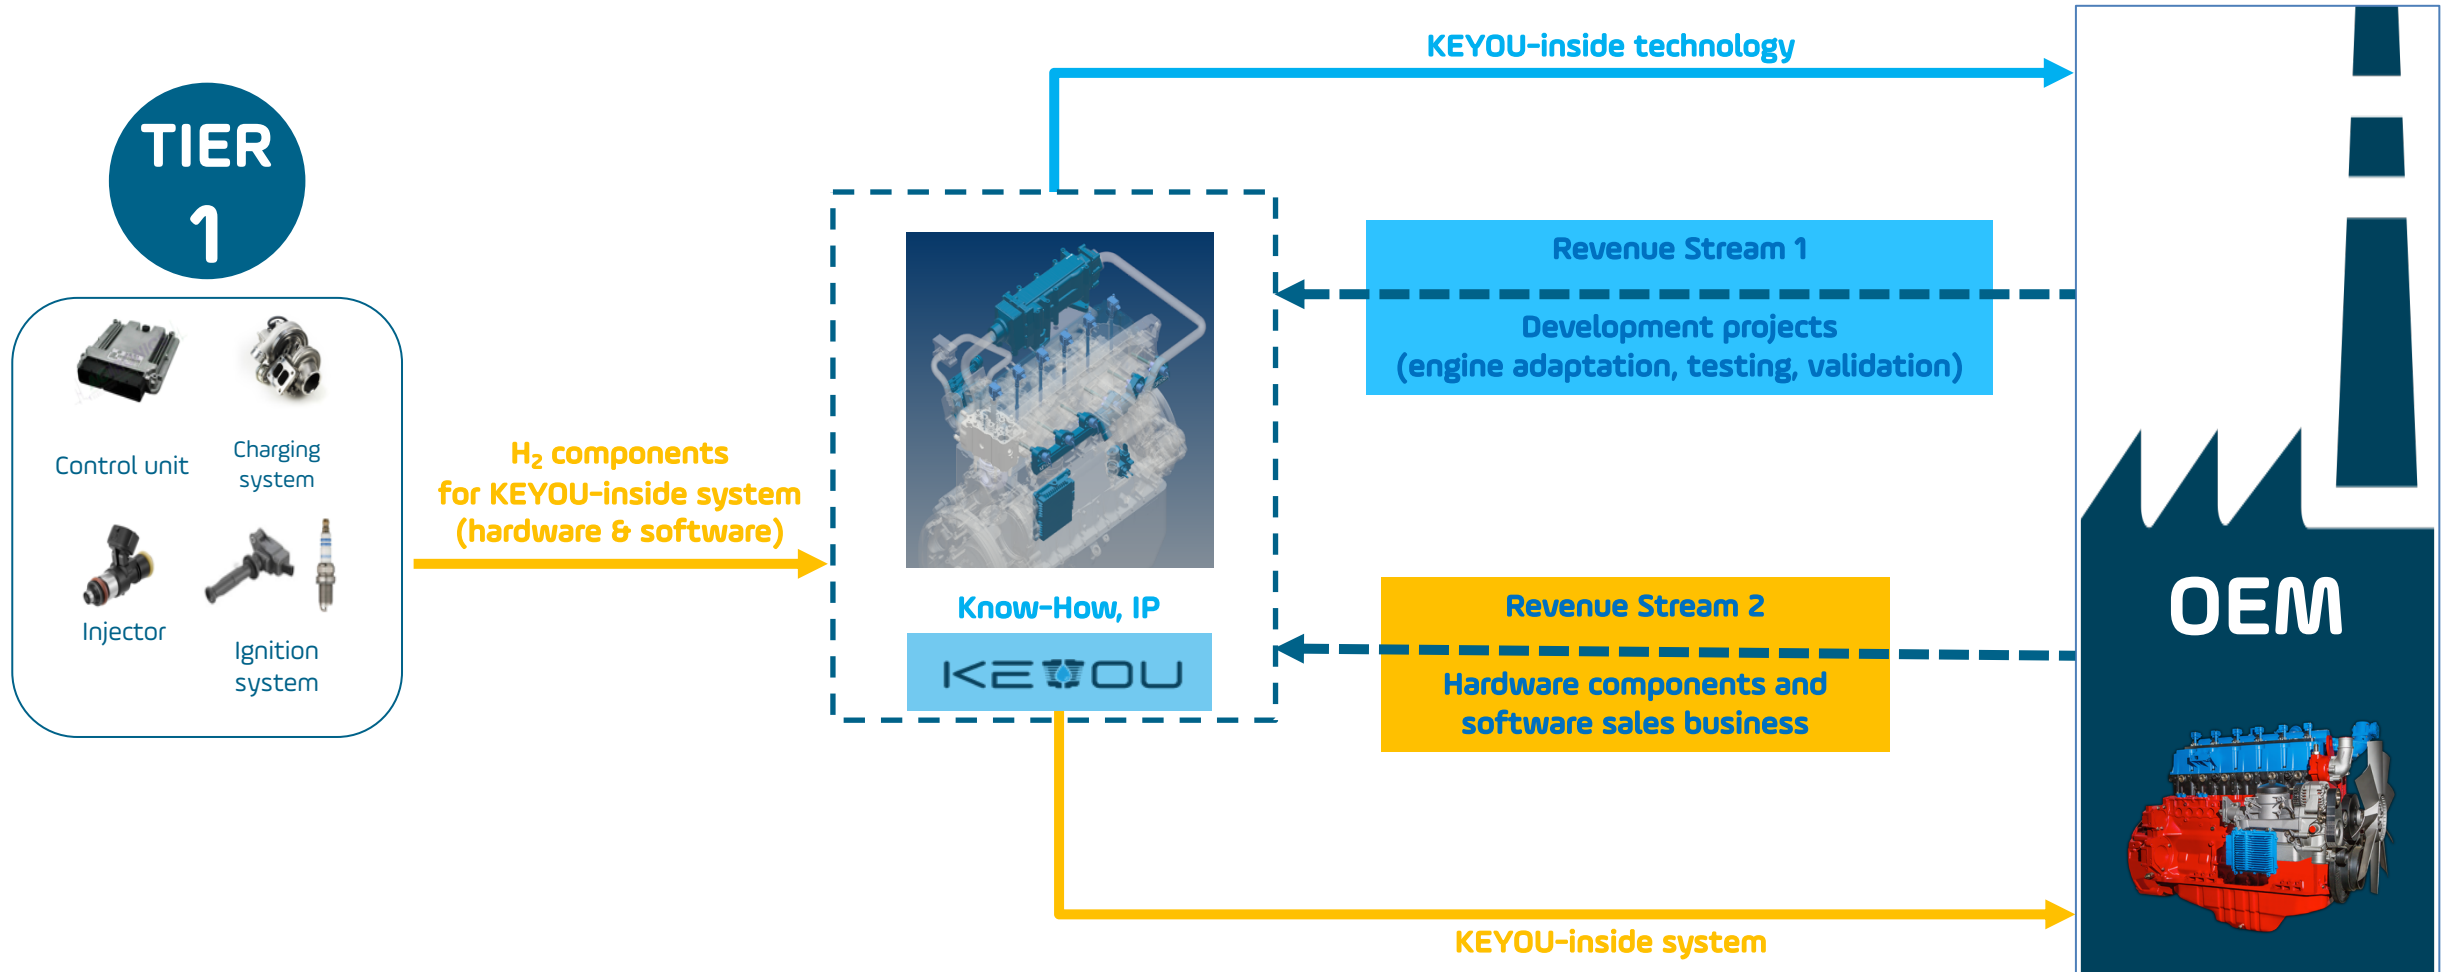 TIER
1
Control unit
Charging
system
Injector
Ignition
system
H₂ components
for KEYOU-inside system
(hardware & software)
KEYOU-inside technology
Know-How, IP
KEYOU
Revenue Stream 1
Development projects
(engine adaptation, testing, validation)
Revenue Stream 2
Hardware components and
software sales business
KEYOU-inside system
OEM